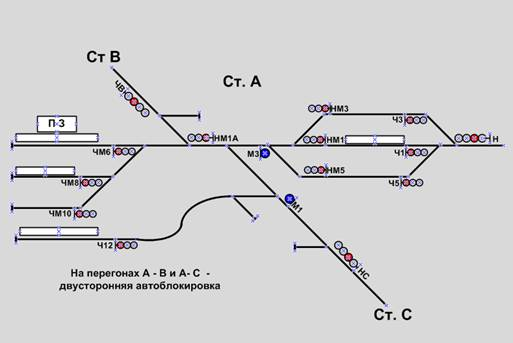 Ст В
Ст. А
ЧВ
П-З
НМ1А
НМ3
Ч3
Н
ЧМ6
М3
НМ1
Ч1
ЧМ8
НМ5
Ч5
ЧМ10
М1
Ч12
НС
На перегонах А - В и А- С -
двусторонняя автоблокировка
Ст. С